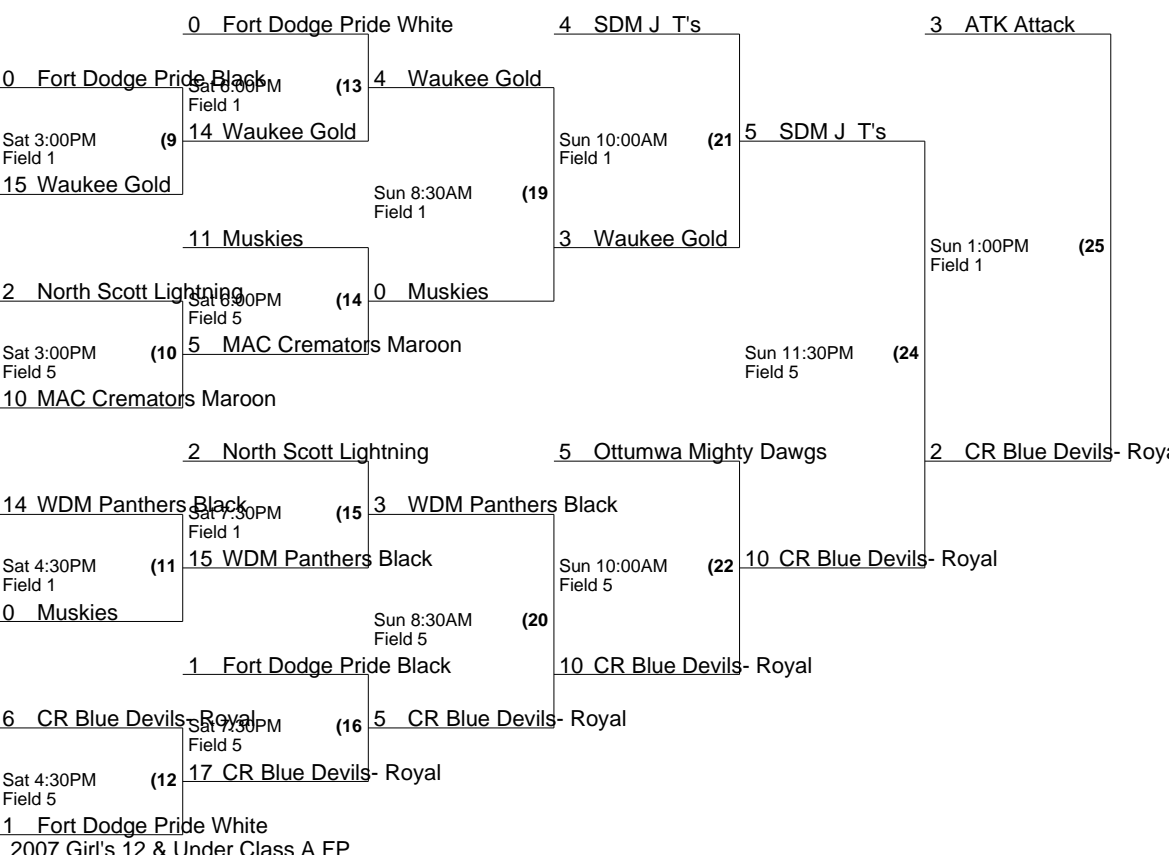 0 Fort Dodge Pride White
4 SDM J T's
3 ATK Attack
0 Fort Dodge Pride Black
Sat 6:00PM (13
Field 1
4 Waukee Gold
14 Waukee Gold
Sat 3:00PM (9
Field 1
Sun 10:00AM (21
Field 1
5 SDM J T's
15 Waukee Gold
Sun 8:30AM (19
Field 1
11 Muskies
3 Waukee Gold
Sun 1:00PM (25
Field 1
2 North Scott Lightning
Sat 6:00PM (14
Field 5
0 Muskies
5 MAC Cremators Maroon
Sat 3:00PM (10
Field 5
Sun 11:30PM (24
Field 5
10 MAC Cremators Maroon
2 North Scott Lightning
5 Ottumwa Mighty Dawgs
2 CR Blue Devils- Roya
14 WDM Panthers Black
Sat 7:30PM (15
Field 1
3 WDM Panthers Black
15 WDM Panthers Black
Sat 4:30PM (11
Field 1
Sun 10:00AM (22
Field 5
10 CR Blue Devils- Royal
0 Muskies
Sun 8:30AM (20
Field 5
1 Fort Dodge Pride Black
10 CR Blue Devils- Royal
6 CR Blue Devils- Royal
Sat 7:30PM (16
Field 5
5 CR Blue Devils- Royal
17 CR Blue Devils- Royal
Sat 4:30PM (12
Field 5
1 Fort Dodge Pride White
2007 Girl's 12 & Under Class A FP